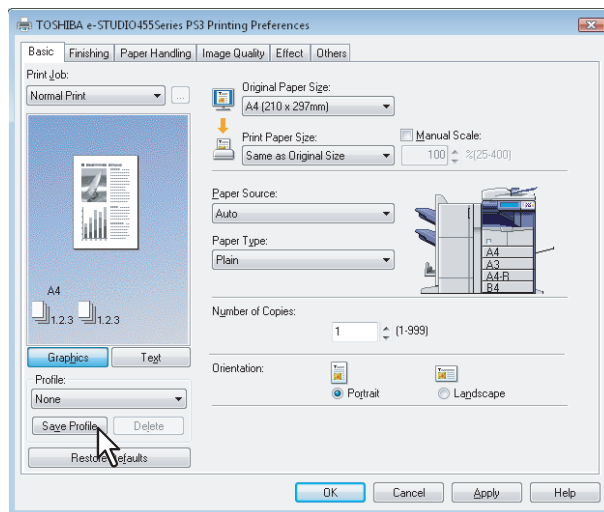 TOSHIBA e-STUDIO455Series PS3 Printing Preferences
Basic Finishing Paper Handling Image Quality Effect Others
Print Job:
Normal Print ...
A4
1.2.3 1.2.3
Graphics Text
Profile:
None
Save Profile Delete
Restore Defaults
Original Paper Size:
A4 (210 x 297mm)
Print Paper Size:
Same as Original Size
Manual Scale:
100 %(25-400)
Paper Source:
Auto
Paper Type:
Plain
A4
A3
A4-R
B4
Number of Copies:
1 (1-999)
Orientation:
Portrait Landscape
OK Cancel Apply Help